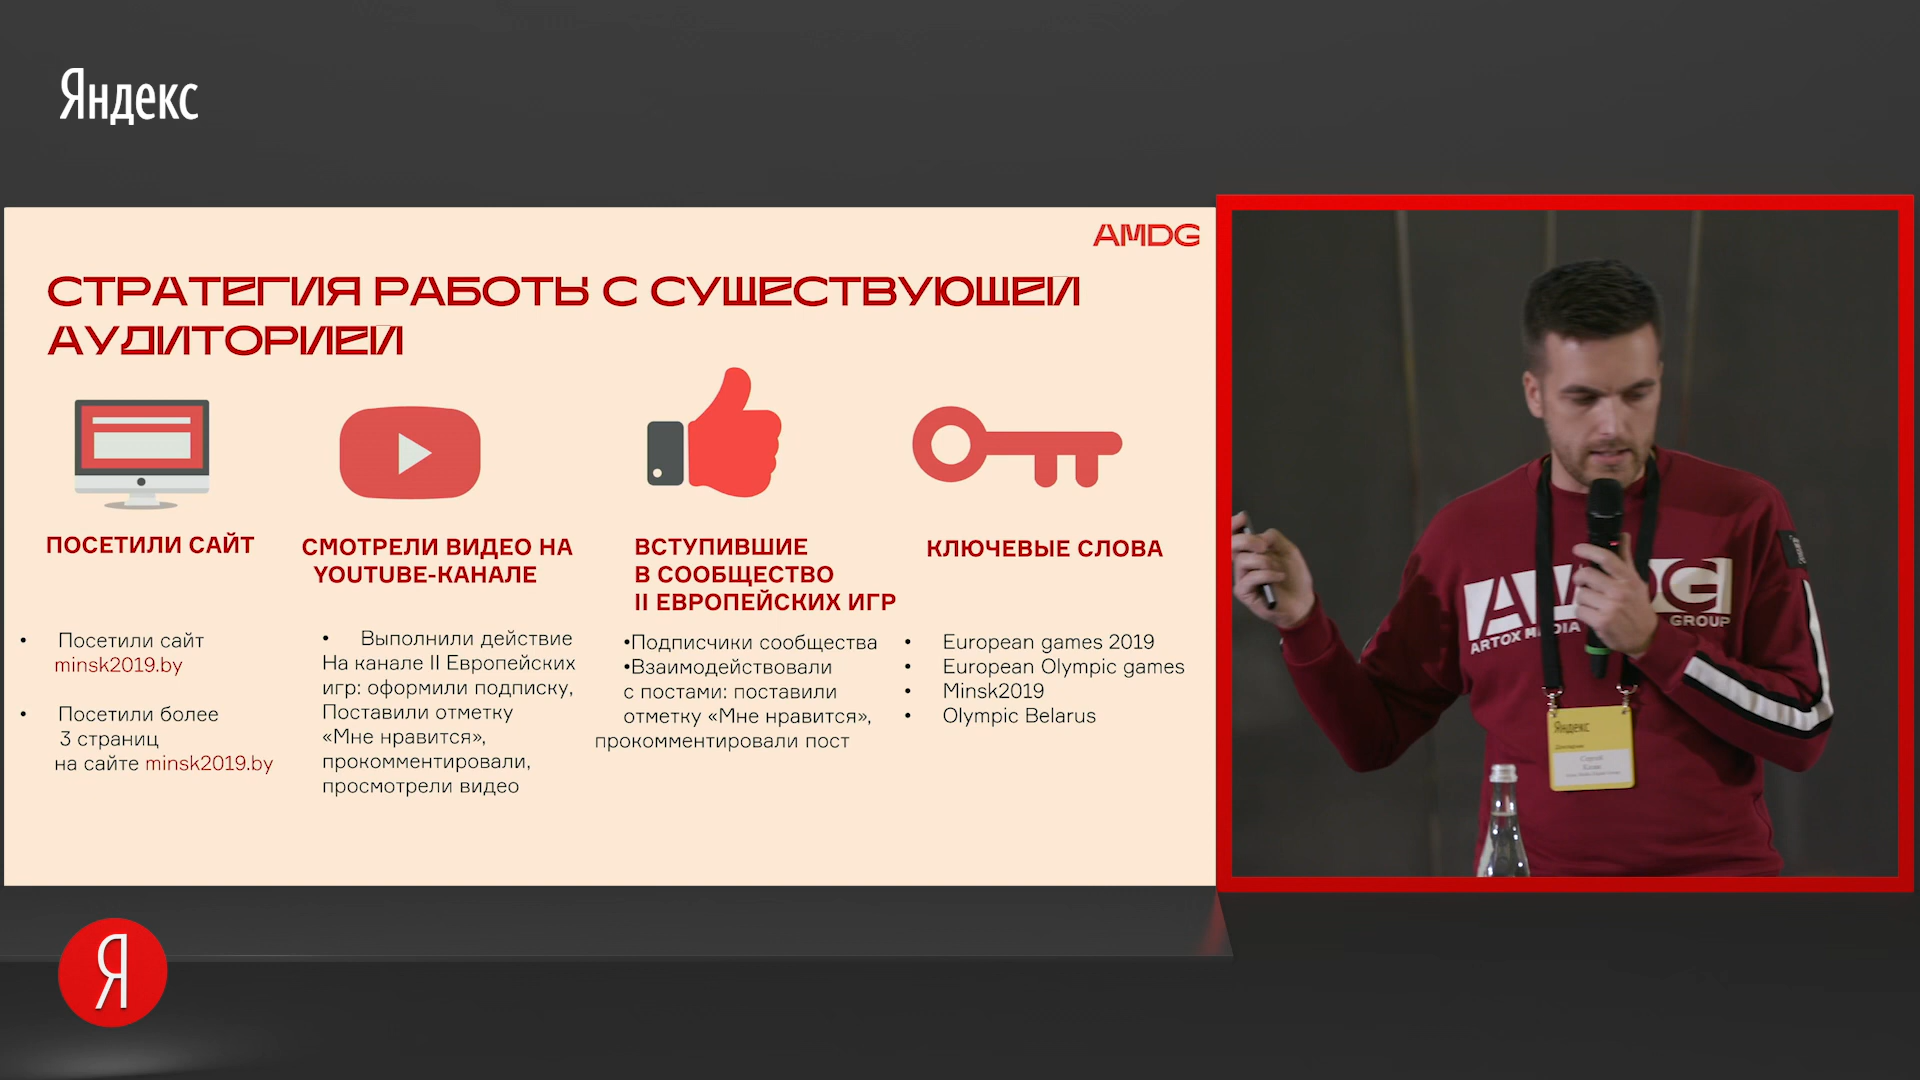 Яндекс
AMDG
СТРАТЕГИЯ РАБОТЫ С СУЩЕСТВУЮЩЕЙ
АУДИТОРИЕЙ
ПОСЕТИЛИ САЙТ
• Посетили сайт
minsk2019.by
• Посетили более
3 страниц
на сайте minsk2019.by
СМОТРЕЛИ ВИДЕО НА
YOUTUBE-КАНАЛЕ
• Выполнили действие
На канале II Европейских
игр: оформили подписку,
Поставили отметку
«Мне нравится»,
прокомментировали,
просмотрели видео
ВСТУПИВШИЕ
В СООБЩЕСТВО
II ЕВРОПЕЙСКИХ ИГР
•Подписчики сообщества
•Взаимодействовали
с постами: поставили
отметку «Мне нравится»,
прокомментировали пост
КЛЮЧЕВЫЕ СЛОВА
• European games 2019
• European Olympic games
• Minsk2019
• Olympic Belarus
GROUP
Яндекс
Я